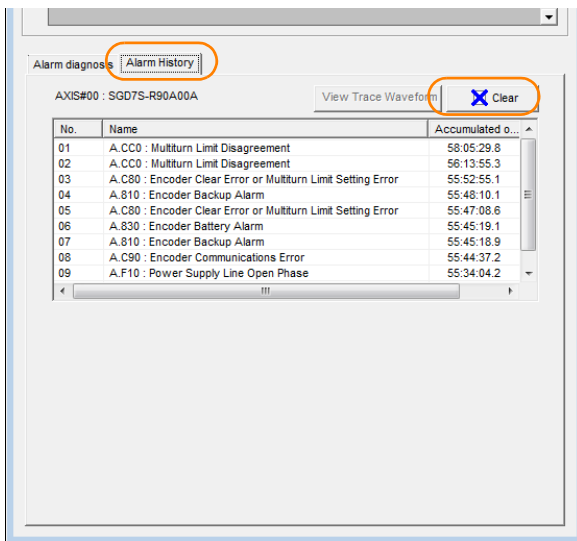 Alarm diagnosis Alarm History
AXIS#00 : SGD7S-R90A00A View Trace Waveform Clear
No. Name Accumulated o...
01 A.CC0 : Multiturn Limit Disagreement 58:05:29.8
02 A.CC0 : Multiturn Limit Disagreement 56:13:55.3
03 A.C80 : Encoder Clear Error or Multiturn Limit Setting Error 55:52:55.1
04 A.810 : Encoder Backup Alarm 55:48:10.1
05 A.C80 : Encoder Clear Error or Multiturn Limit Setting Error 55:47:08.6
06 A.830 : Encoder Battery Alarm 55:45:19.1
07 A.810 : Encoder Backup Alarm 55:45:18.9
08 A.C90 : Encoder Communications Error 55:44:37.2
09 A.F10 : Power Supply Line Open Phase 55:34:04.2